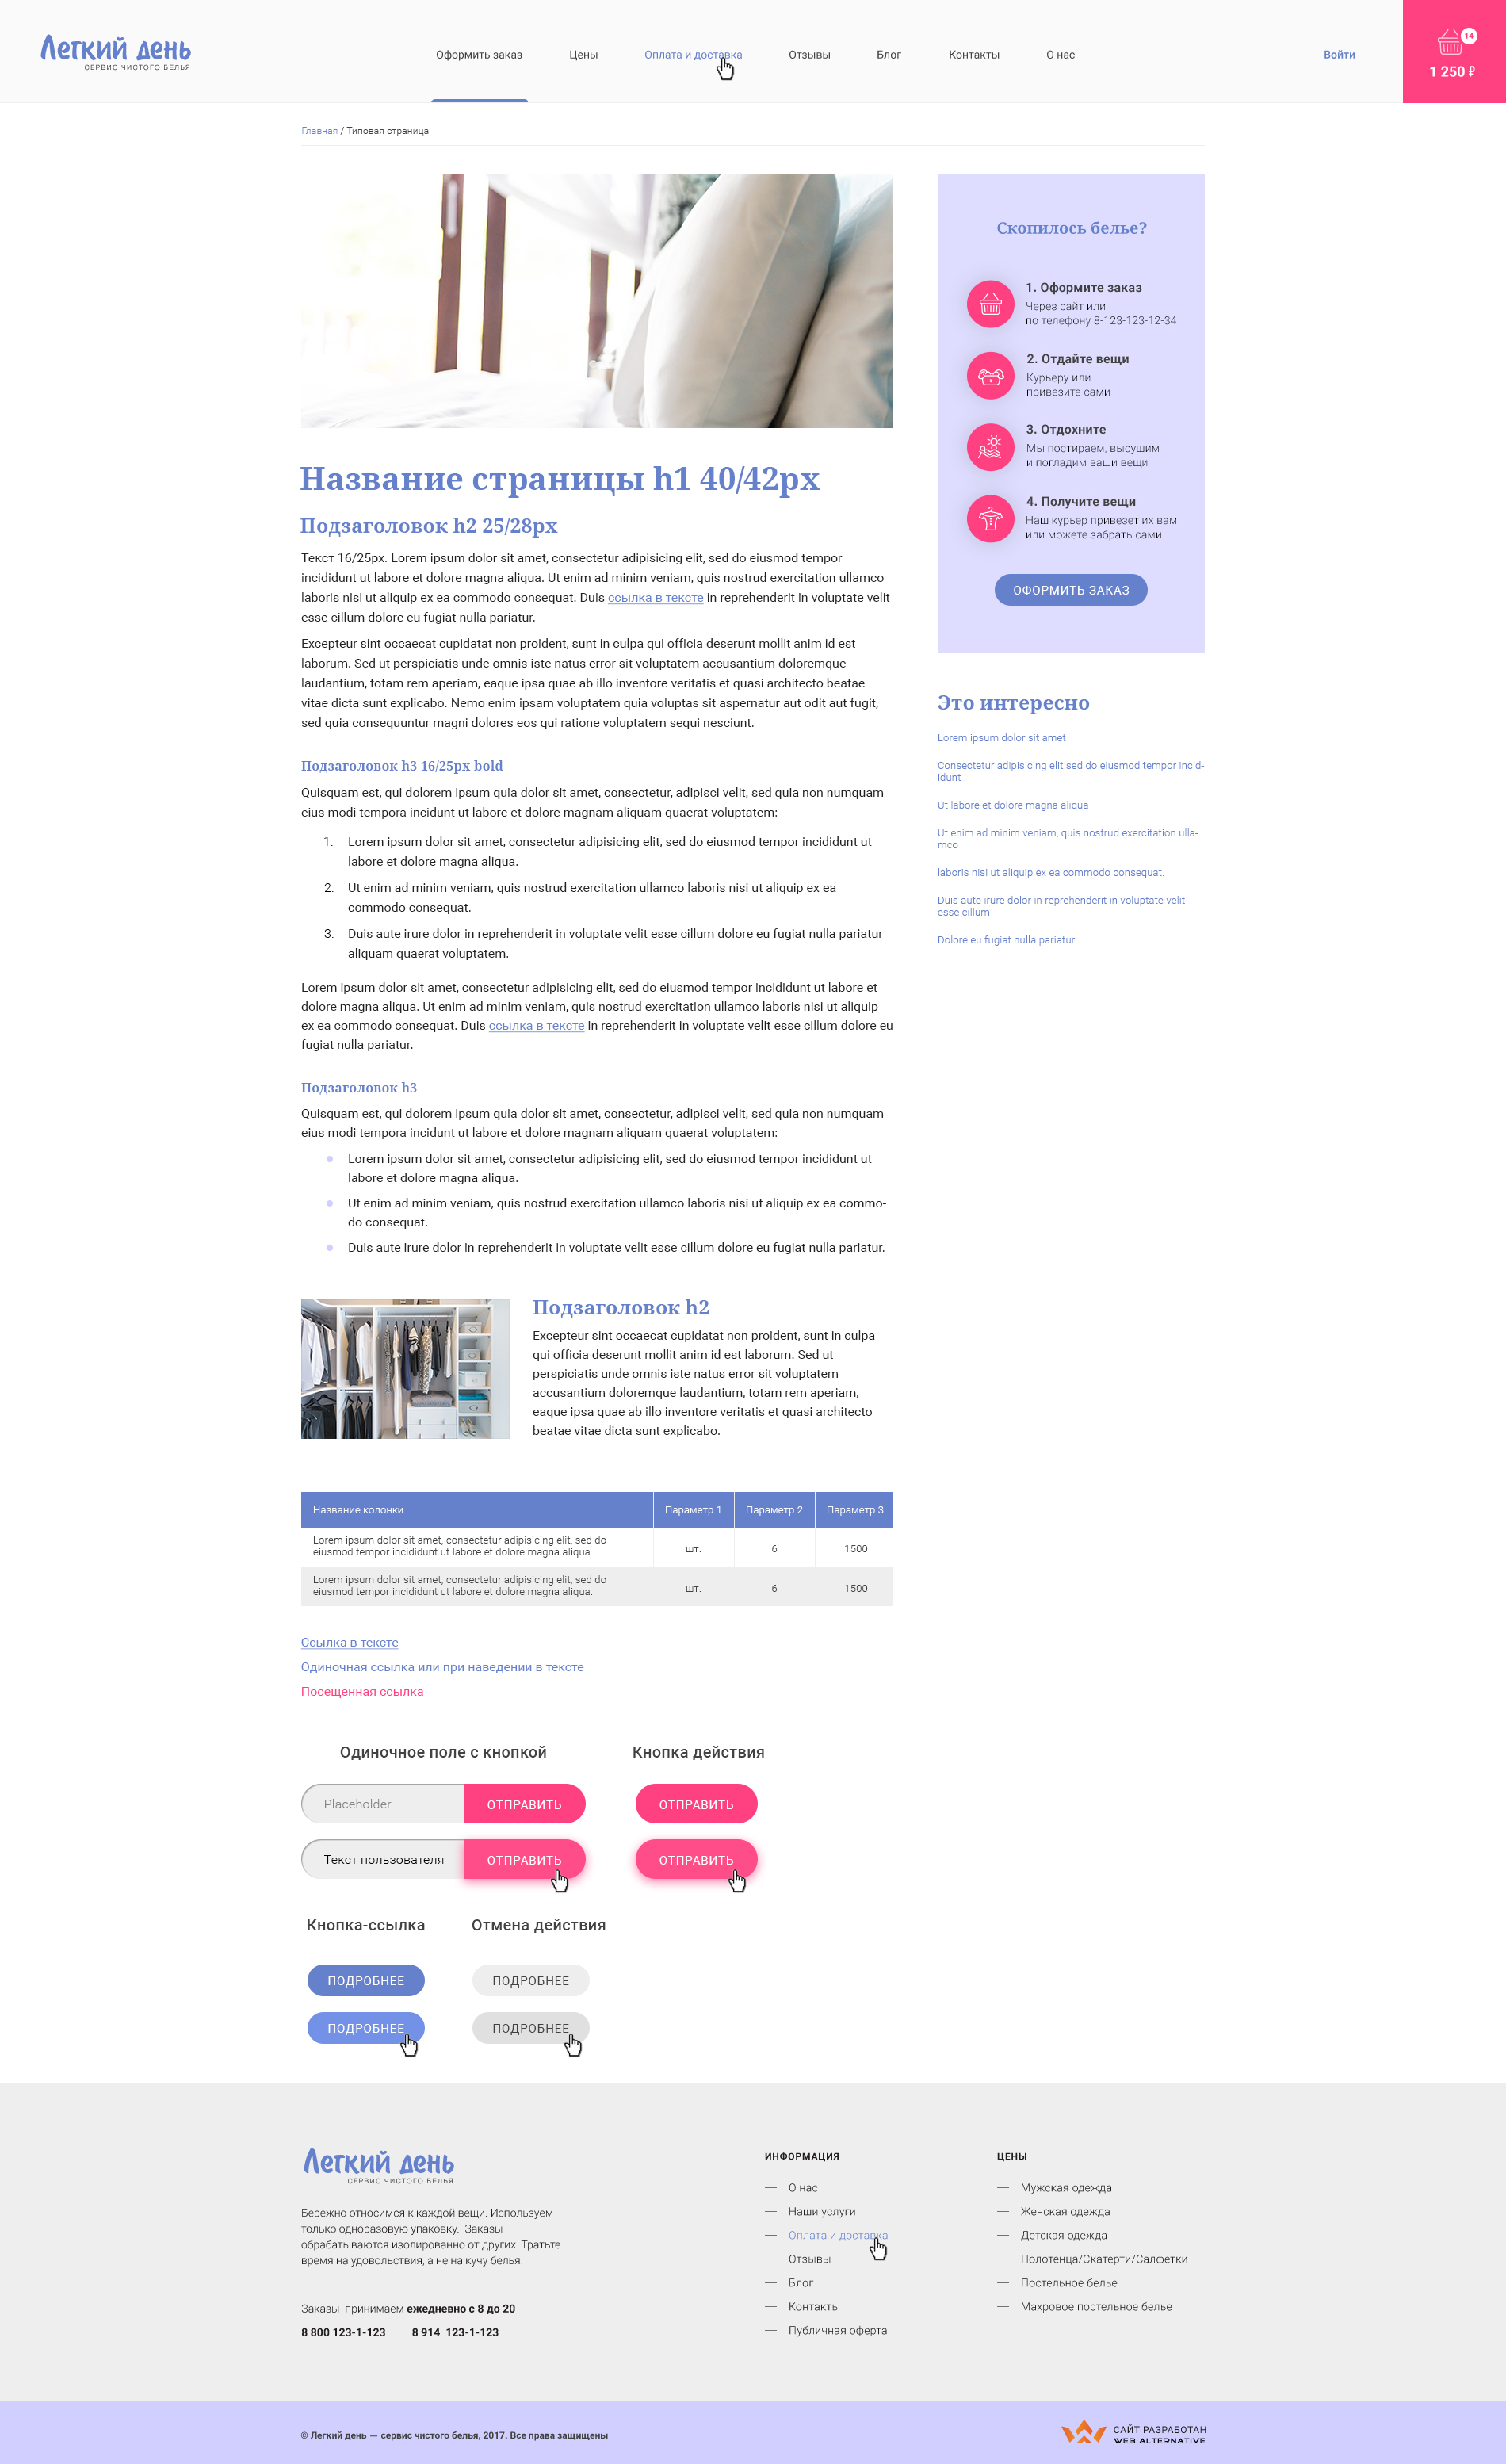 Легкий день
СЕРВИС ЧИСТОГО БЕЛЬЯ
Оформить заказ
Цены
Оплата и доставка
Отзывы
Блог
Контакты
О нас
Войти
14
1 250 ₽
Главная / Типовая страница
Название страницы h1 40/42px
Подзаголовок h2 25/28px
Текст 16/25px. Lorem ipsum dolor sit amet, consectetur adipisicing elit, sed do eiusmod tempor
incididunt ut labore et dolore magna aliqua. Ut enim ad minim veniam, quis nostrud exercitation ullamco
laboris nisi ut aliquip ex ea commodo consequat. Duis ссылка в тексте in reprehenderit in voluptate velit
esse cillum dolore eu fugiat nulla pariatur.
Excepteur sint occaecat cupidatat non proident, sunt in culpa qui officia deserunt mollit anim id est
laborum. Sed ut perspiciatis unde omnis iste natus error sit voluptatem accusantium doloremque
laudantium, totam rem aperiam, eaque ipsa quae ab illo inventore veritatis et quasi architecto beatae
vitae dicta sunt explicabo. Nemo enim ipsam voluptatem quia voluptas sit aspernatur aut odit aut fugit,
sed quia consequuntur magni dolores eos qui ratione voluptatem sequi nesciunt.
Подзаголовок h3 16/25px bold
Quisquam est, qui dolorem ipsum quia dolor sit amet, consectetur, adipisci velit, sed quia non numquam
eius modi tempora incidunt ut labore et dolore magnam aliquam quaerat voluptatem:
1. Lorem ipsum dolor sit amet, consectetur adipisicing elit, sed do eiusmod tempor incididunt ut
labore et dolore magna aliqua.
2. Ut enim ad minim veniam, quis nostrud exercitation ullamco laboris nisi ut aliquip ex ea
commodo consequat.
3. Duis aute irure dolor in reprehenderit in voluptate velit esse cillum dolore eu fugiat nulla pariatur
aliquam quaerat voluptatem.
Lorem ipsum dolor sit amet, consectetur adipisicing elit, sed do eiusmod tempor incididunt ut labore et
dolore magna aliqua. Ut enim ad minim veniam, quis nostrud exercitation ullamco laboris nisi ut aliquip
ex ea commodo consequat. Duis ссылка в тексте in reprehenderit in voluptate velit esse cillum dolore eu
fugiat nulla pariatur.
Подзаголовок h3
Quisquam est, qui dolorem ipsum quia dolor sit amet, consectetur, adipisci velit, sed quia non numquam
eius modi tempora incidunt ut labore et dolore magnam aliquam quaerat voluptatem:
Lorem ipsum dolor sit amet, consectetur adipisicing elit, sed do eiusmod tempor incididunt ut
labore et dolore magna aliqua.
Ut enim ad minim veniam, quis nostrud exercitation ullamco laboris nisi ut aliquip ex ea commo-
do consequat.
Duis aute irure dolor in reprehenderit in voluptate velit esse cillum dolore eu fugiat nulla pariatur.
Подзаголовок h2
Excepteur sint occaecat cupidatat non proident, sunt in culpa
qui officia deserunt mollit anim id est laborum. Sed ut
perspiciatis unde omnis iste natus error sit voluptatem
accusantium doloremque laudantium, totam rem aperiam,
eaque ipsa quae ab illo inventore veritatis et quasi architecto
beatae vitae dicta sunt explicabo.
Название колонки Параметр 1 Параметр 2 Параметр 3
Lorem ipsum dolor sit amet, consectetur adipisicing elit, sed do
eiusmod tempor incididunt ut labore et dolore magna aliqua.
шт. 6 1500
Lorem ipsum dolor sit amet, consectetur adipisicing elit, sed do
eiusmod tempor incididunt ut labore et dolore magna aliqua.
шт. 6 1500
Ссылка в тексте
Одиночная ссылка или при наведении в тексте
Посещенная ссылка
Одиночное поле с кнопкой
Кнопка действия
Placeholder
ОТПРАВИТЬ
ОТПРАВИТЬ
Текст пользователя
ОТПРАВИТЬ
ОТПРАВИТЬ
Кнопка-ссылка
Отмена действия
ПОДРОБНЕЕ
ПОДРОБНЕЕ
ПОДРОБНЕЕ
ПОДРОБНЕЕ
Скопилось белье?
1. Оформите заказ
Через сайт или
по телефону 8-123-123-12-34
2. Отдайте вещи
Курьеру или
привезите сами
3. Отдохните
Мы постираем, высушим
и погладим ваши вещи
4. Получите вещи
Наш курьер привезет их вам
или можете забрать сами
ОФОРМИТЬ ЗАКАЗ
Это интересно
Lorem ipsum dolor sit amet
Consectetur adipisicing elit sed do eiusmod tempor incid-
idunt
Ut labore et dolore magna aliqua
Ut enim ad minim veniam, quis nostrud exercitation ulla-
mco
laboris nisi ut aliquip ex ea commodo consequat.
Duis aute irure dolor in reprehenderit in voluptate velit
esse cillum
Dolore eu fugiat nulla pariatur.
Легкий день
СЕРВИС ЧИСТОГО БЕЛЬЯ
Бережно относимся к каждой вещи. Используем
только одноразовую упаковку. Заказы
обрабатываются изолированно от других. Тратьте
время на удовольствия, а не на кучу белья.
Заказы принимаем ежедневно с 8 до 20
8 800 123-1-123 8 914 123-1-123
ИНФОРМАЦИЯ
О нас
Наши услуги
Оплата и доставка
Отзывы
Блог
Контакты
Публичная оферта
ЦЕНЫ
Мужская одежда
Женская одежда
Детская одежда
Полотенца/Скатерти/Салфетки
Постельное белье
Махровое постельное белье
© Легкий день — сервис чистого белья, 2017. Все права защищены
САЙТ РАЗРАБОТАН
WEB ALTERNATIVE